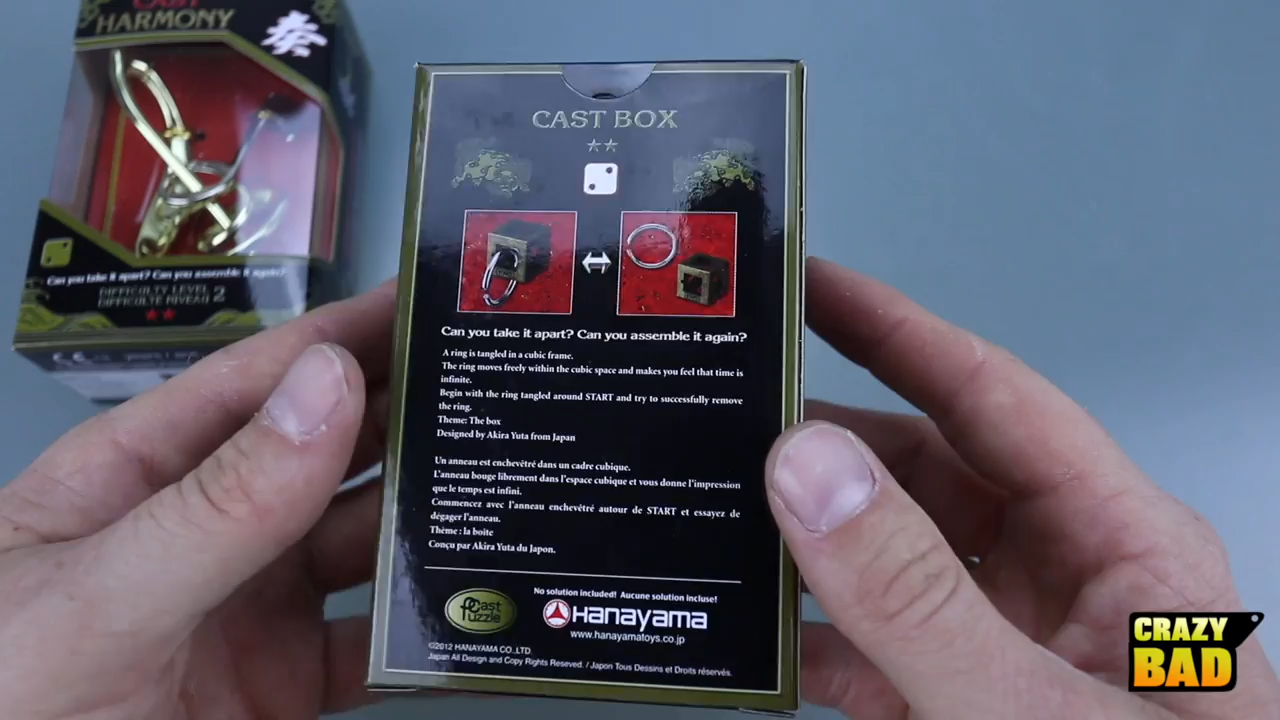 CAST
HARMONY
Can you take it apart? Can you assemble it again?
DIFFICULTY LEVEL
DIFFICULTÉ NIVEAU 2
★★
CAST BOX
★★
Can you take it apart? Can you assemble it again?
A ring is tangled in a cubic frame.
The ring moves freely within the cubic space and makes you feel that time is
infinite.
Begin with the ring tangled around START and try to successfully remove
the ring.
Theme: The box
Designed by Akira Yuta from Japan
Un anneau est enchevêtré dans un cadre cubique.
L'anneau bouge librement dans l'espace cubique et vous donne l'impression
que le temps est infini.
Commencez avec l'anneau enchevêtré autour de START et essayez de
dégager l'anneau.
Thème : la boîte
Conçu par Akira Yuta du Japon.
No solution included! Aucune solution incluse!
Cast
Puzzle
Hanayama
www.hanayamatoys.co.jp
©2012 HANAYAMA CO.,LTD.
Japan All Design and Copy Rights Reseved. / Japon Tous Dessins et Droits réservés.
CRAZY
BAD